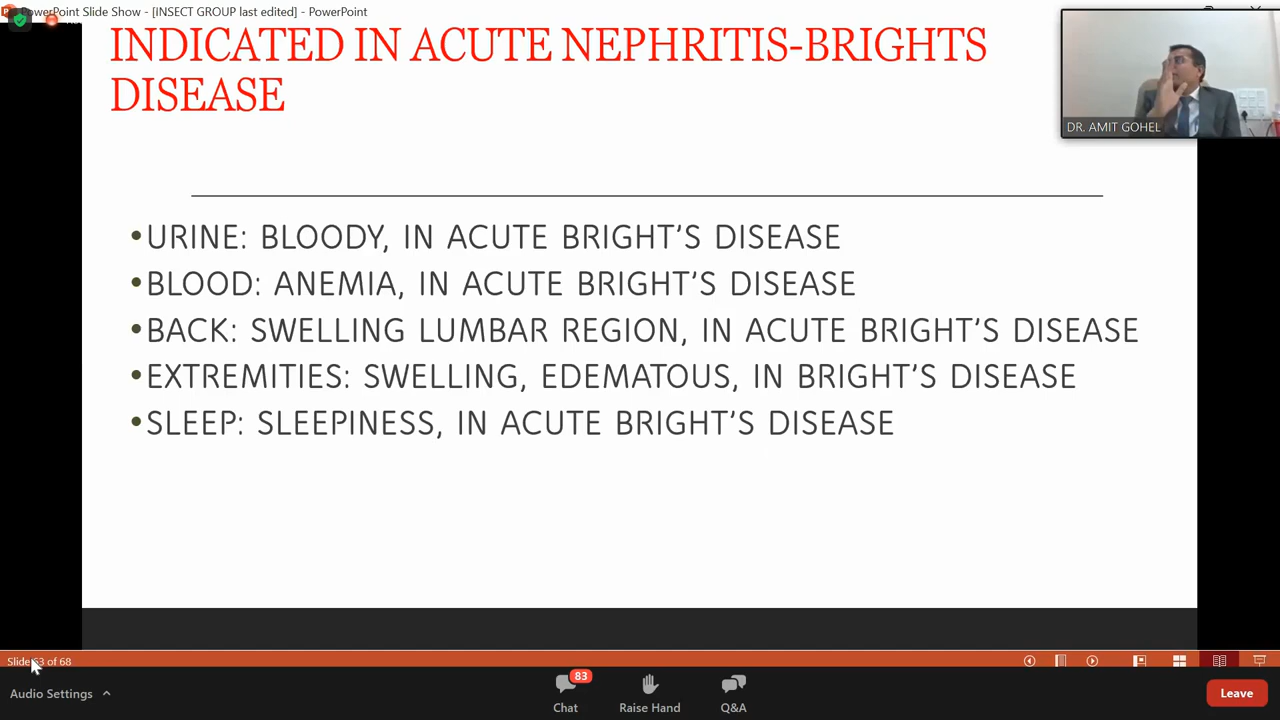 PowerPoint Slide Show - [INSECT GROUP last edited] - PowerPoint
INDICATED IN ACUTE NEPHRITIS-BRIGHTS
DISEASE
DR. AMIT GOHEL
•URINE: BLOODY, IN ACUTE BRIGHT’S DISEASE
•BLOOD: ANEMIA, IN ACUTE BRIGHT’S DISEASE
•BACK: SWELLING LUMBAR REGION, IN ACUTE BRIGHT’S DISEASE
•EXTREMITIES: SWELLING, EDEMATOUS, IN BRIGHT’S DISEASE
•SLEEP: SLEEPINESS, IN ACUTE BRIGHT’S DISEASE
Slide 63 of 68
Audio Settings
83
Chat
Raise Hand
Q&A
Leave